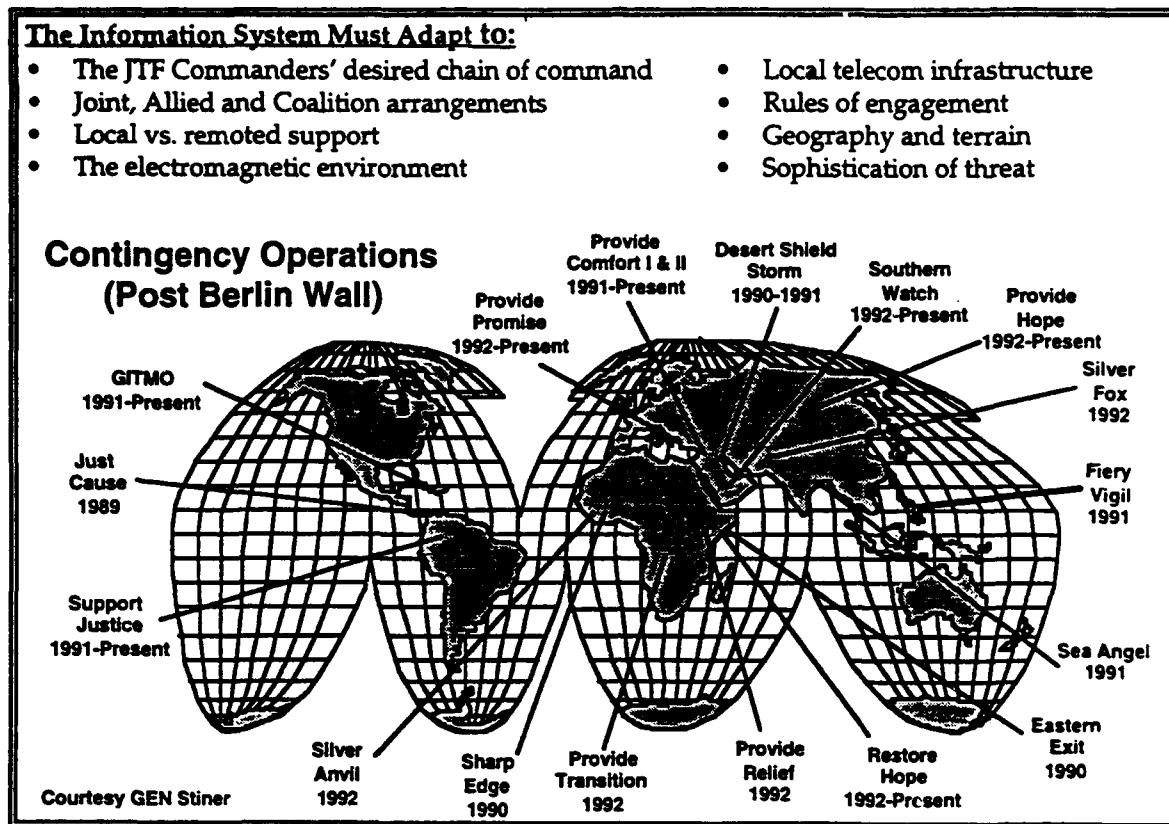 The Information System Must Adapt to:
• The JTF Commanders' desired chain of command
• Joint, Allied and Coalition arrangements
• Local vs. remoted support
• The electromagnetic environment
• Local telecom infrastructure
• Rules of engagement
• Geography and terrain
• Sophistication of threat
Contingency Operations
(Post Berlin Wall)
Provide
Promise
1992-Present
Provide
Comfort I & II
1991-Present
Desert Shield
Storm
1990-1991
Southern
Watch
1992-Present
Provide
Hope
1992-Present
Silver
Fox
1992
GITMO
1991-Present
Just
Cause
1989
Fiery
Vigil
1991
Support
Justice
1991-Present
Sea Angel
1991
Silver
Anvil
1992
Sharp
Edge
1990
Provide
Transition
1992
Provide
Relief
1992
Restore
Hope
1992-Present
Eastern
Exit
1990
Courtesy GEN Stiner